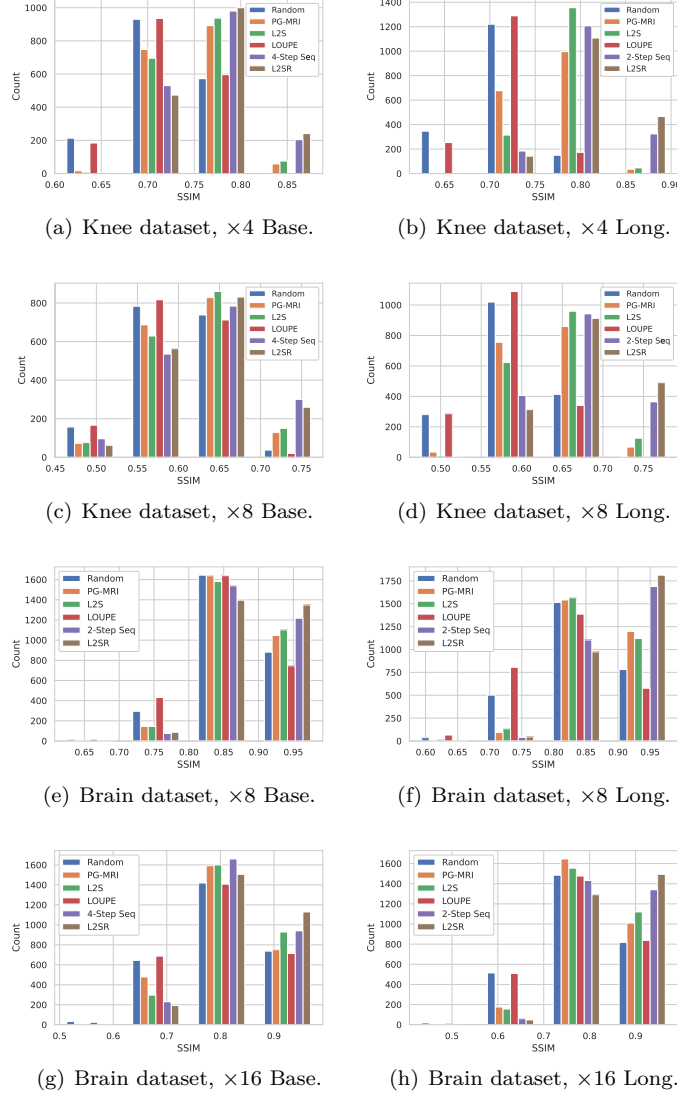 1000
800
600
400
200
0
Count
0.60 0.65 0.70 0.75 0.80 0.85
SSIM
Random
PG-MRI
L2S
LOUPE
4-Step Seq
L2SR
(a) Knee dataset, ×4 Base.
1400
1200
1000
800
600
400
200
0
Count
0.65 0.70 0.75 0.80 0.85 0.90
SSIM
Random
PG-MRI
L2S
LOUPE
2-Step Seq
L2SR
(b) Knee dataset, ×4 Long.
800
600
400
200
0
Count
0.45 0.50 0.55 0.60 0.65 0.70 0.75
SSIM
Random
PG-MRI
L2S
LOUPE
4-Step Seq
L2SR
(c) Knee dataset, ×8 Base.
1000
800
600
400
200
0
Count
0.50 0.55 0.60 0.65 0.70 0.75
SSIM
Random
PG-MRI
L2S
LOUPE
2-Step Seq
L2SR
(d) Knee dataset, ×8 Long.
1600
1400
1200
1000
800
600
400
200
0
Count
0.65 0.70 0.75 0.80 0.85 0.90 0.95
SSIM
Random
PG-MRI
L2S
LOUPE
2-Step Seq
L2SR
(e) Brain dataset, ×8 Base.
1750
1500
1250
1000
750
500
250
0
Count
0.60 0.65 0.70 0.75 0.80 0.85 0.90 0.95
SSIM
Random
PG-MRI
L2S
LOUPE
2-Step Seq
L2SR
(f) Brain dataset, ×8 Long.
1600
1400
1200
1000
800
600
400
200
0
Count
0.5 0.6 0.7 0.8 0.9
SSIM
Random
PG-MRI
L2S
LOUPE
4-Step Seq
L2SR
(g) Brain dataset, ×16 Base.
1600
1400
1200
1000
800
600
400
200
0
Count
0.5 0.6 0.7 0.8 0.9
SSIM
Random
PG-MRI
L2S
LOUPE
2-Step Seq
L2SR
(h) Brain dataset, ×16 Long.